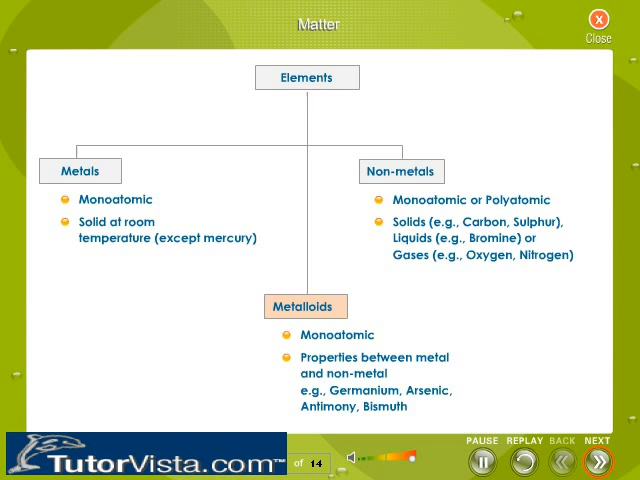 Matter
X
Close
Elements
Metals
Monoatomic
Solid at room
temperature (except mercury)
Non-metals
Monoatomic or Polyatomic
Solids (e.g., Carbon, Sulphur),
Liquids (e.g., Bromine) or
Gases (e.g., Oxygen, Nitrogen)
Metalloids
Monoatomic
Properties between metal
and non-metal
e.g., Germanium, Arsenic,
Antimony, Bismuth
PAUSE REPLAY BACK NEXT
TutorVista.com™
of 14